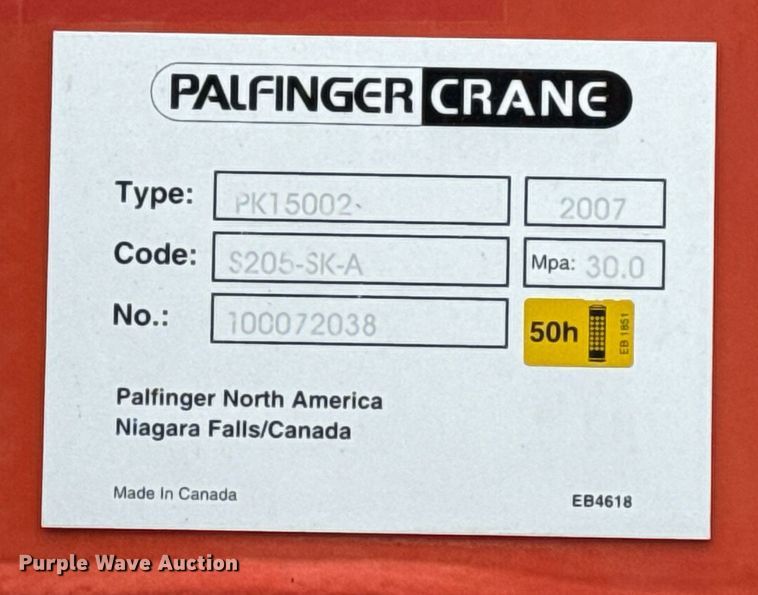 PALFINGER CRANE
Type: PK15002 2007
Code: S205-SK-A Mpa: 30.0
No.: 100072038 50h EB 1851
Palfinger North America
Niagara Falls/Canada
Made In Canada EB4618
Purple Wave Auction